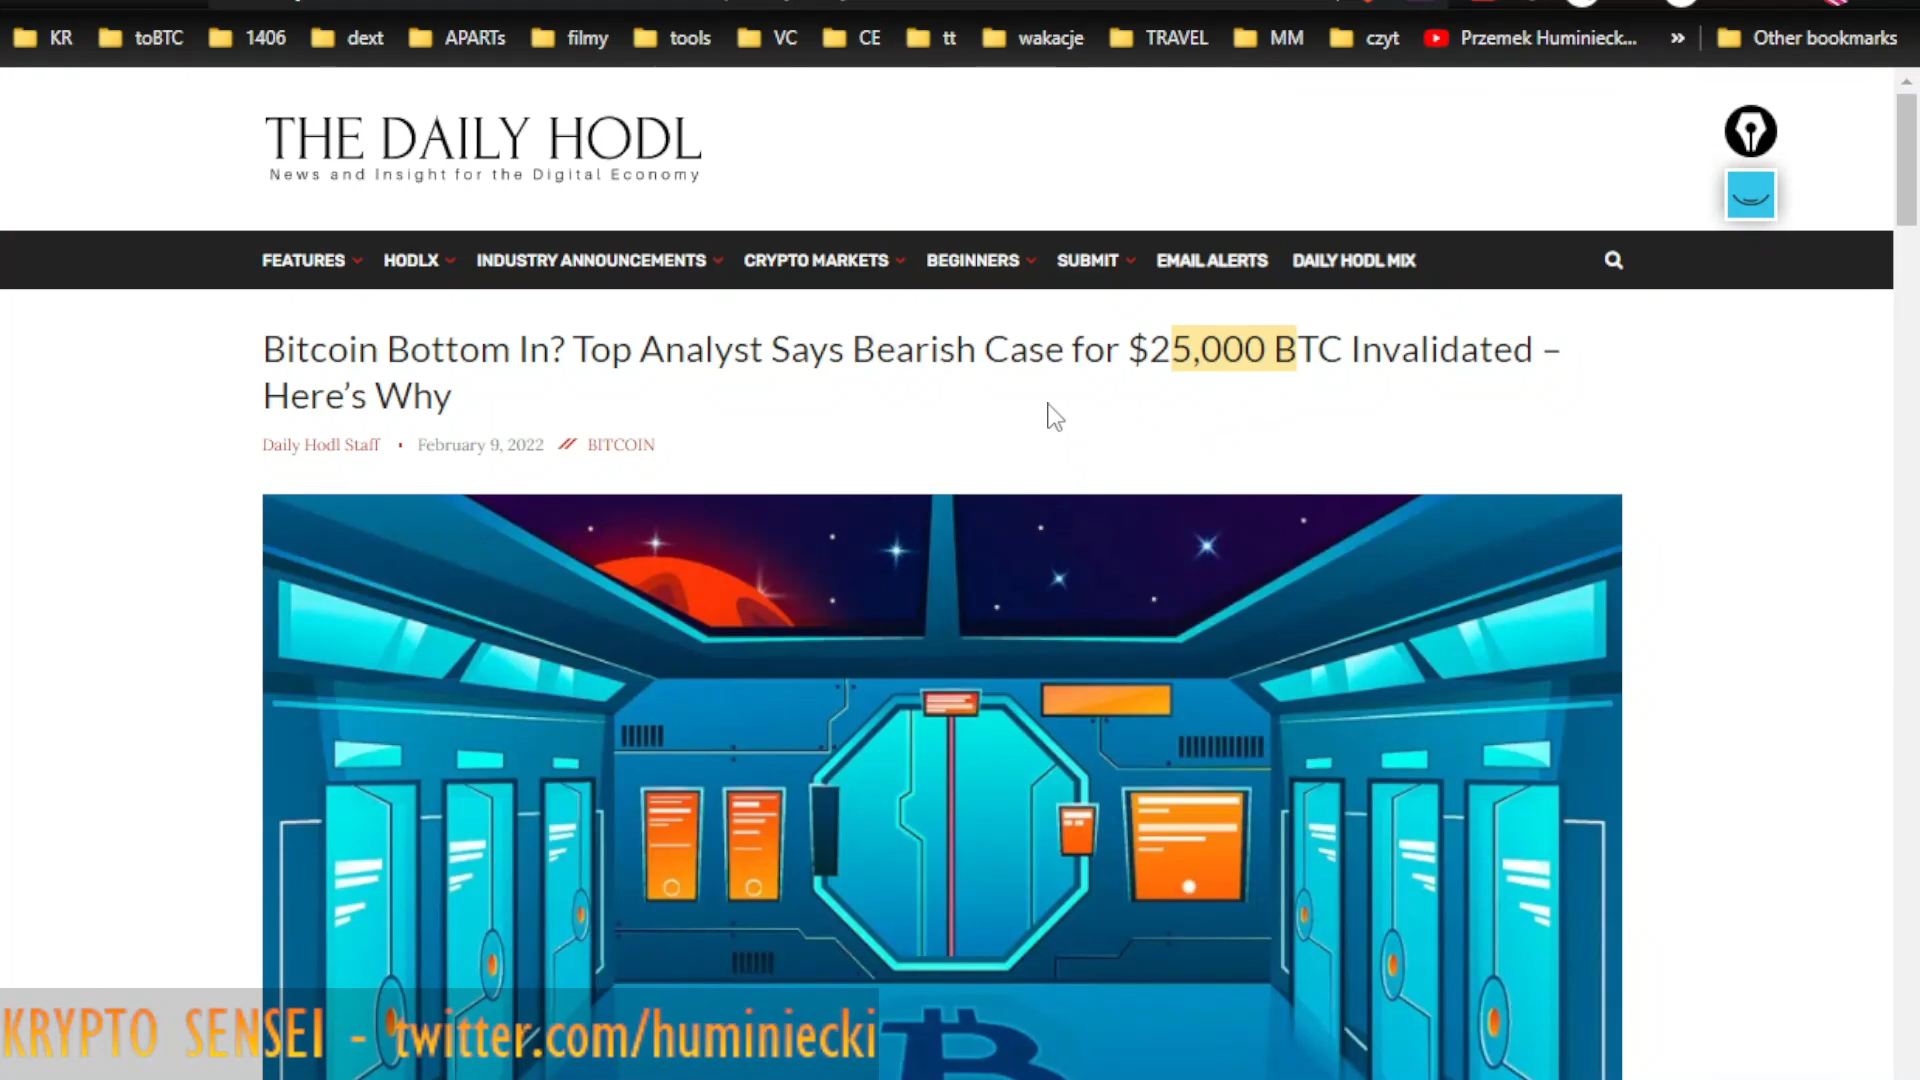 KR toBTC 1406 dext APARTs filmy tools VC CE tt wakacje TRAVEL MM czyt Przemek Huminieck... » Other bookmarks
THE DAILY HODL
News and Insight for the Digital Economy
FEATURES HODLX INDUSTRY ANNOUNCEMENTS CRYPTO MARKETS BEGINNERS SUBMIT EMAIL ALERTS DAILY HODL MIX
Bitcoin Bottom In? Top Analyst Says Bearish Case for $25,000 BTC Invalidated –
Here’s Why
Daily Hodl Staff • February 9, 2022 // BITCOIN
KRYPTO SENSEI - twitter.com/huminiecki